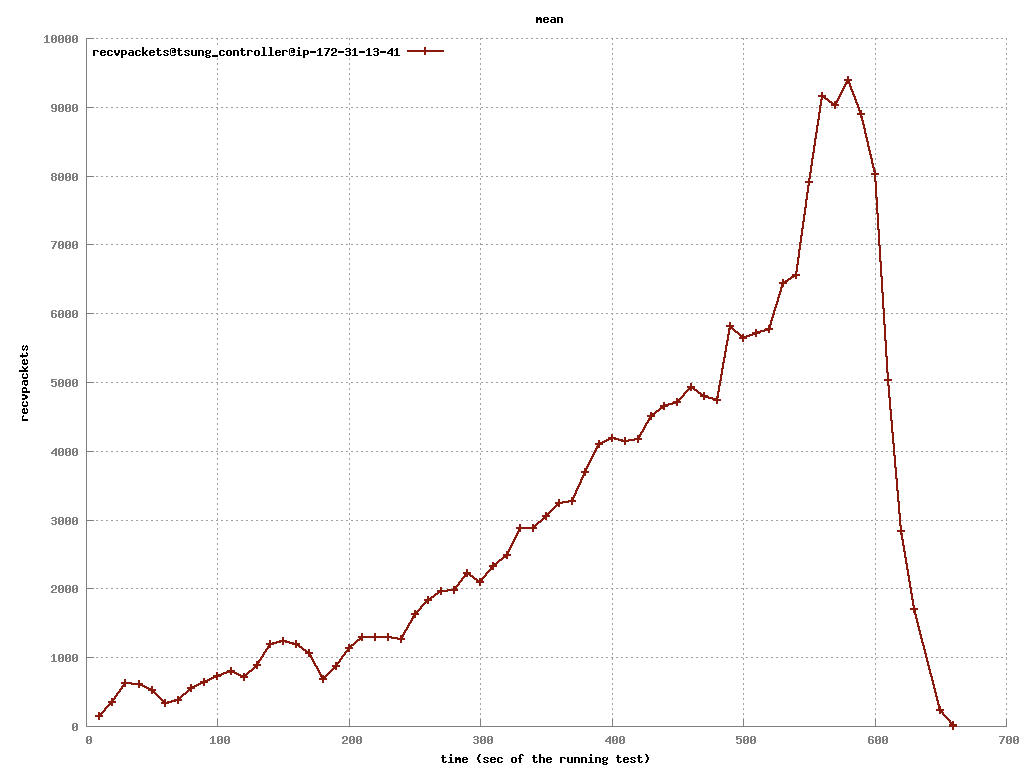 mean
recvpackets@tsung_controller@ip-172-31-13-41
10000
9000
8000
7000
6000
5000
4000
3000
2000
1000
0
recvpackets
0 100 200 300 400 500 600 700
time (sec of the running test)